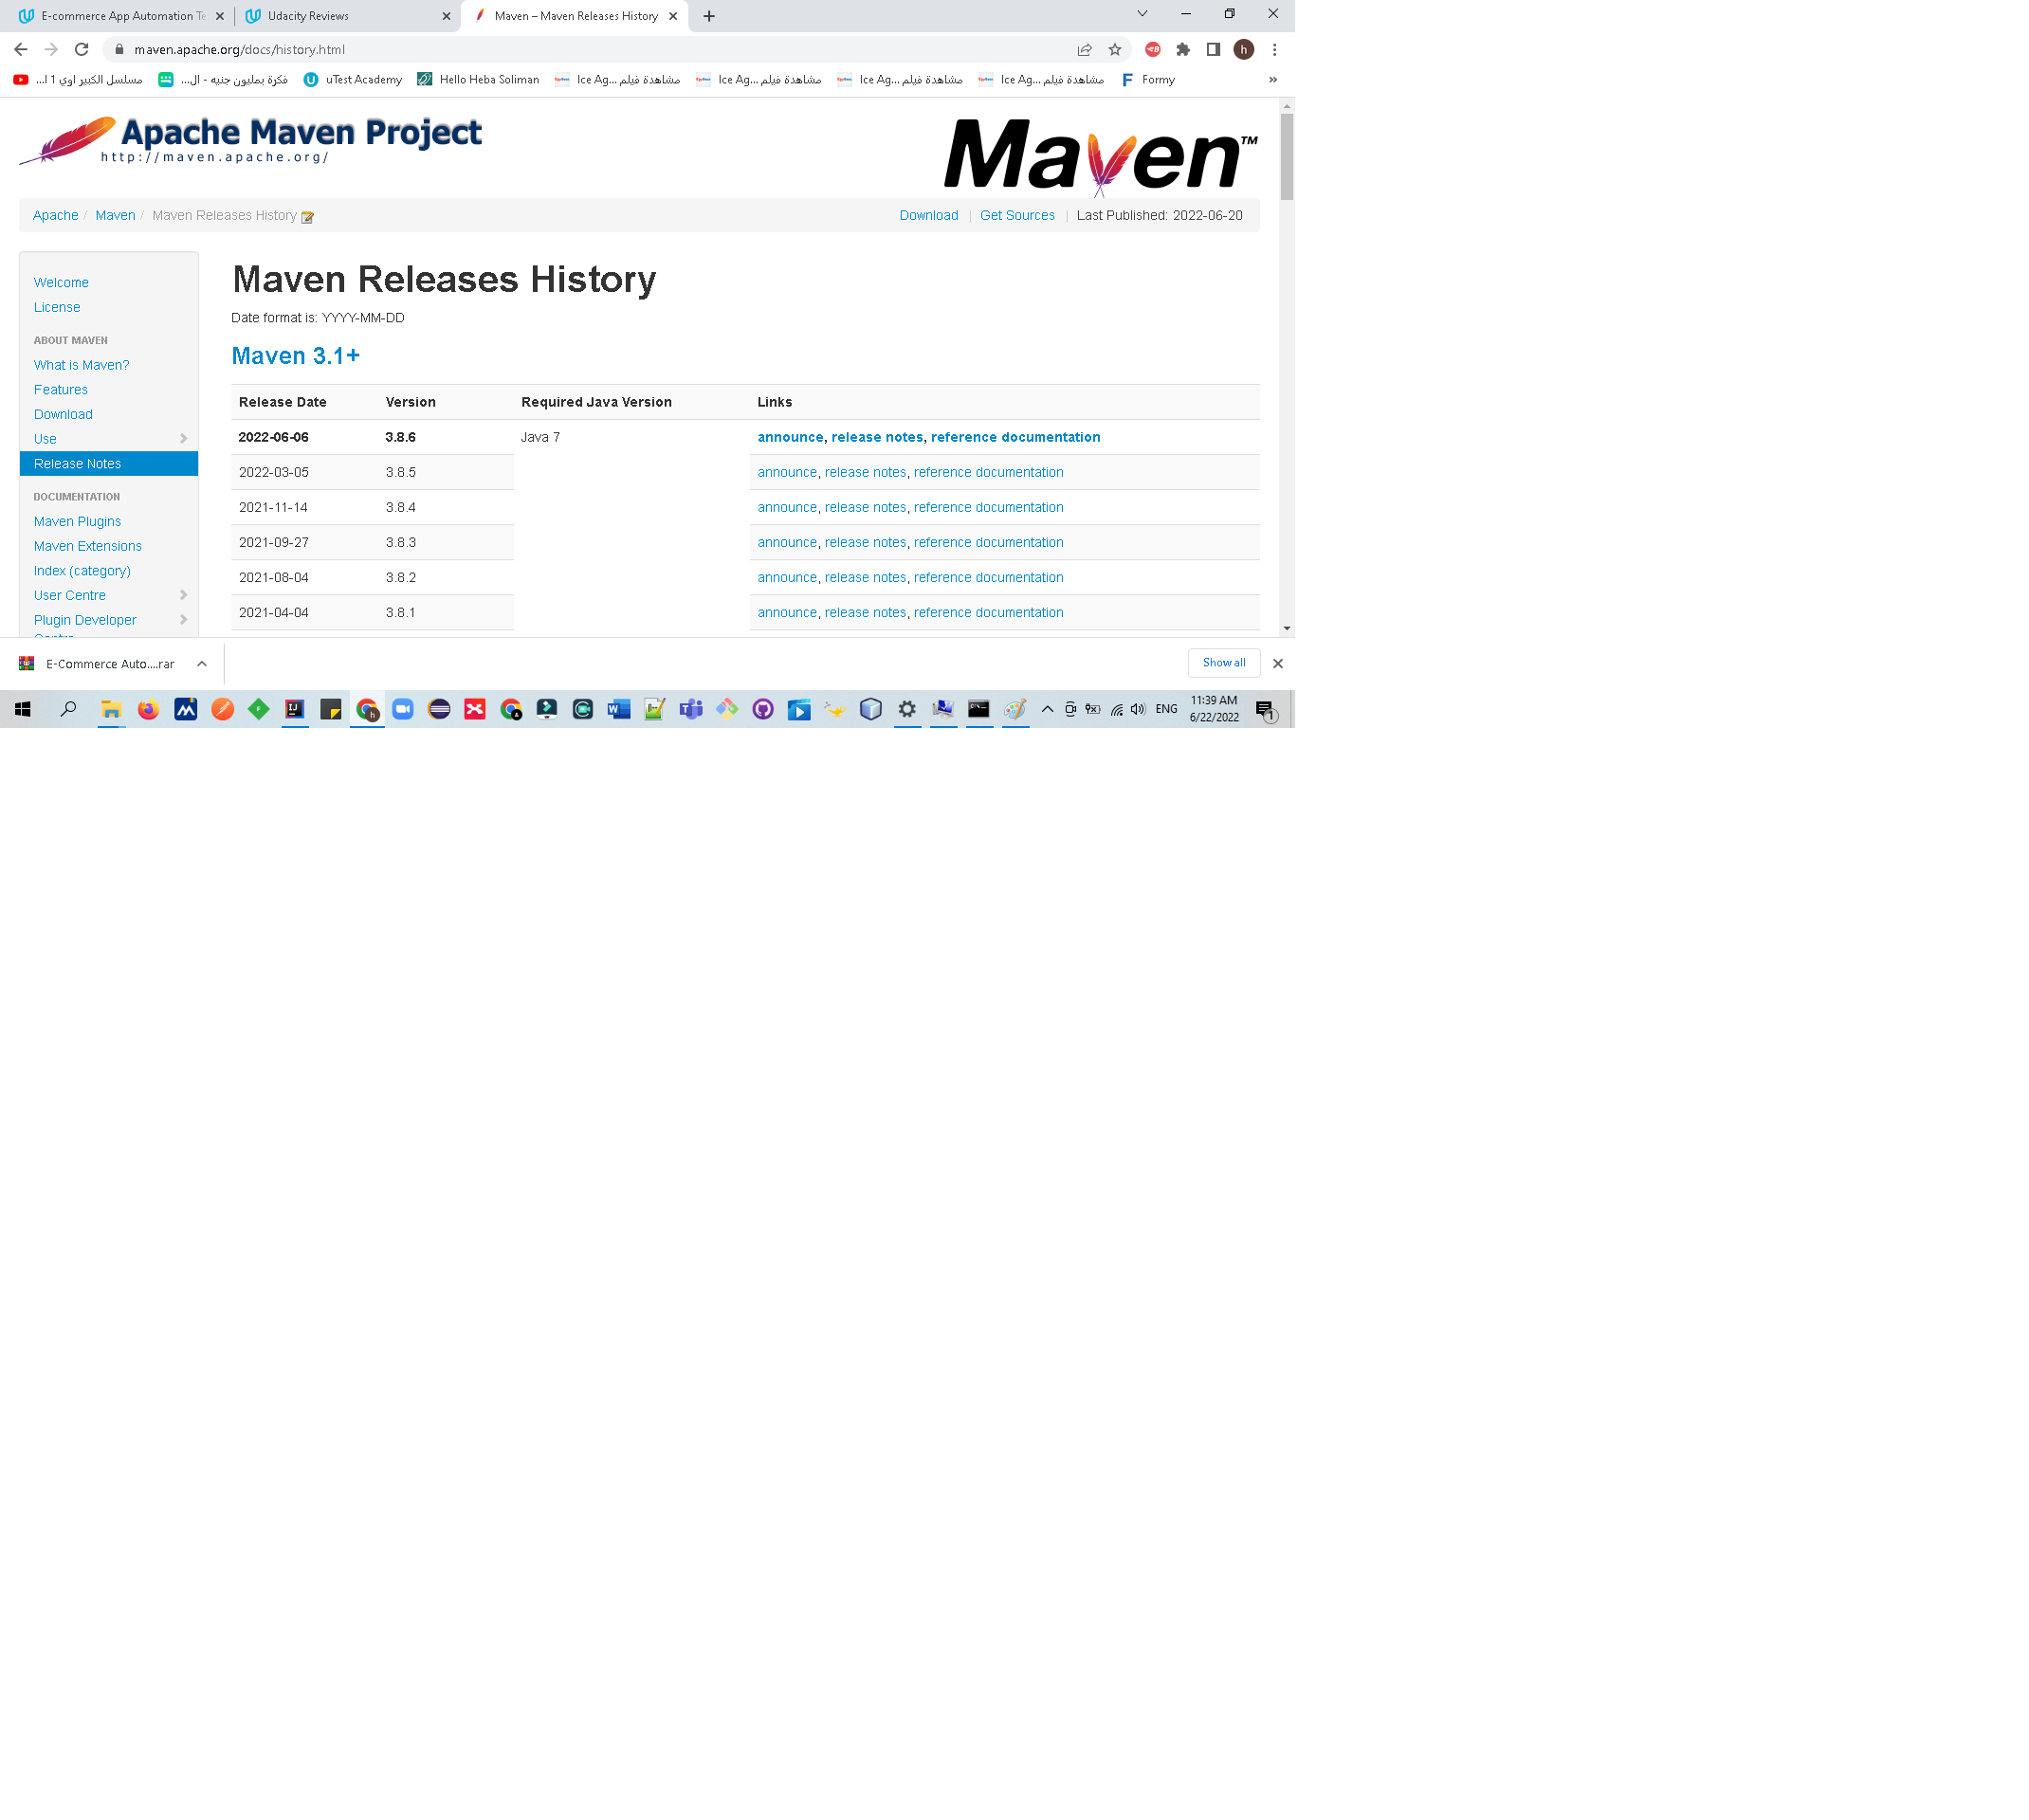 E-commerce App Automation Te
Udacity Reviews
Maven – Maven Releases History
maven.apache.org/docs/history.html
مسلسل الكبير اوي 1 ا...
فكرة بمليون جنيه - ال...
uTest Academy
Hello Heba Soliman
مشاهدة فيلم ...Ice Ag
مشاهدة فيلم ...Ice Ag
مشاهدة فيلم ...Ice Ag
مشاهدة فيلم ...Ice Ag
Formy
Apache Maven Project
http://maven.apache.org/
Maven™
Apache / Maven / Maven Releases History
Download | Get Sources | Last Published: 2022-06-20
Welcome
License
ABOUT MAVEN
What is Maven?
Features
Download
Use
Release Notes
DOCUMENTATION
Maven Plugins
Maven Extensions
Index (category)
User Centre
Plugin Developer
Centre
Maven Releases History
Date format is: YYYY-MM-DD
Maven 3.1+
Release Date Version Required Java Version Links
2022-06-06 3.8.6 Java 7 announce, release notes, reference documentation
2022-03-05 3.8.5 announce, release notes, reference documentation
2021-11-14 3.8.4 announce, release notes, reference documentation
2021-09-27 3.8.3 announce, release notes, reference documentation
2021-08-04 3.8.2 announce, release notes, reference documentation
2021-04-04 3.8.1 announce, release notes, reference documentation
E-Commerce Auto....rar
Show all
ENG
11:39 AM
6/22/2022
1